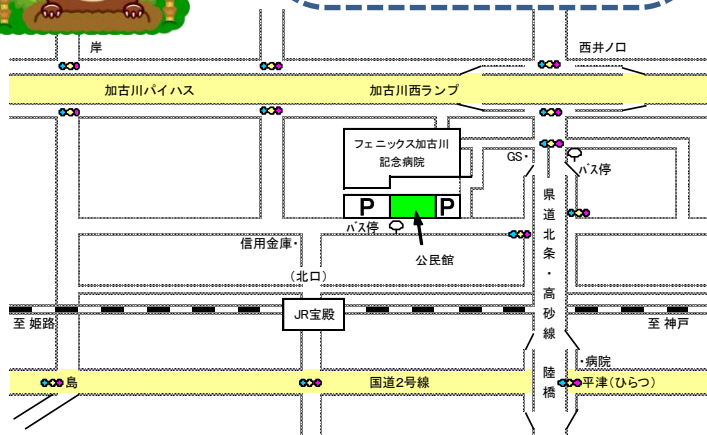 岸
西井ノ口
加古川バイハス
加古川西ランプ
フェニックス加古川
記念病院
GS・
バス停
P
P
バス停
信用金庫・
公民館
(北口)
県道北条・高砂線
JR宝殿
至 姫路
至 神戸
・病院
陸橋
島
国道2号線
平津(ひらつ)